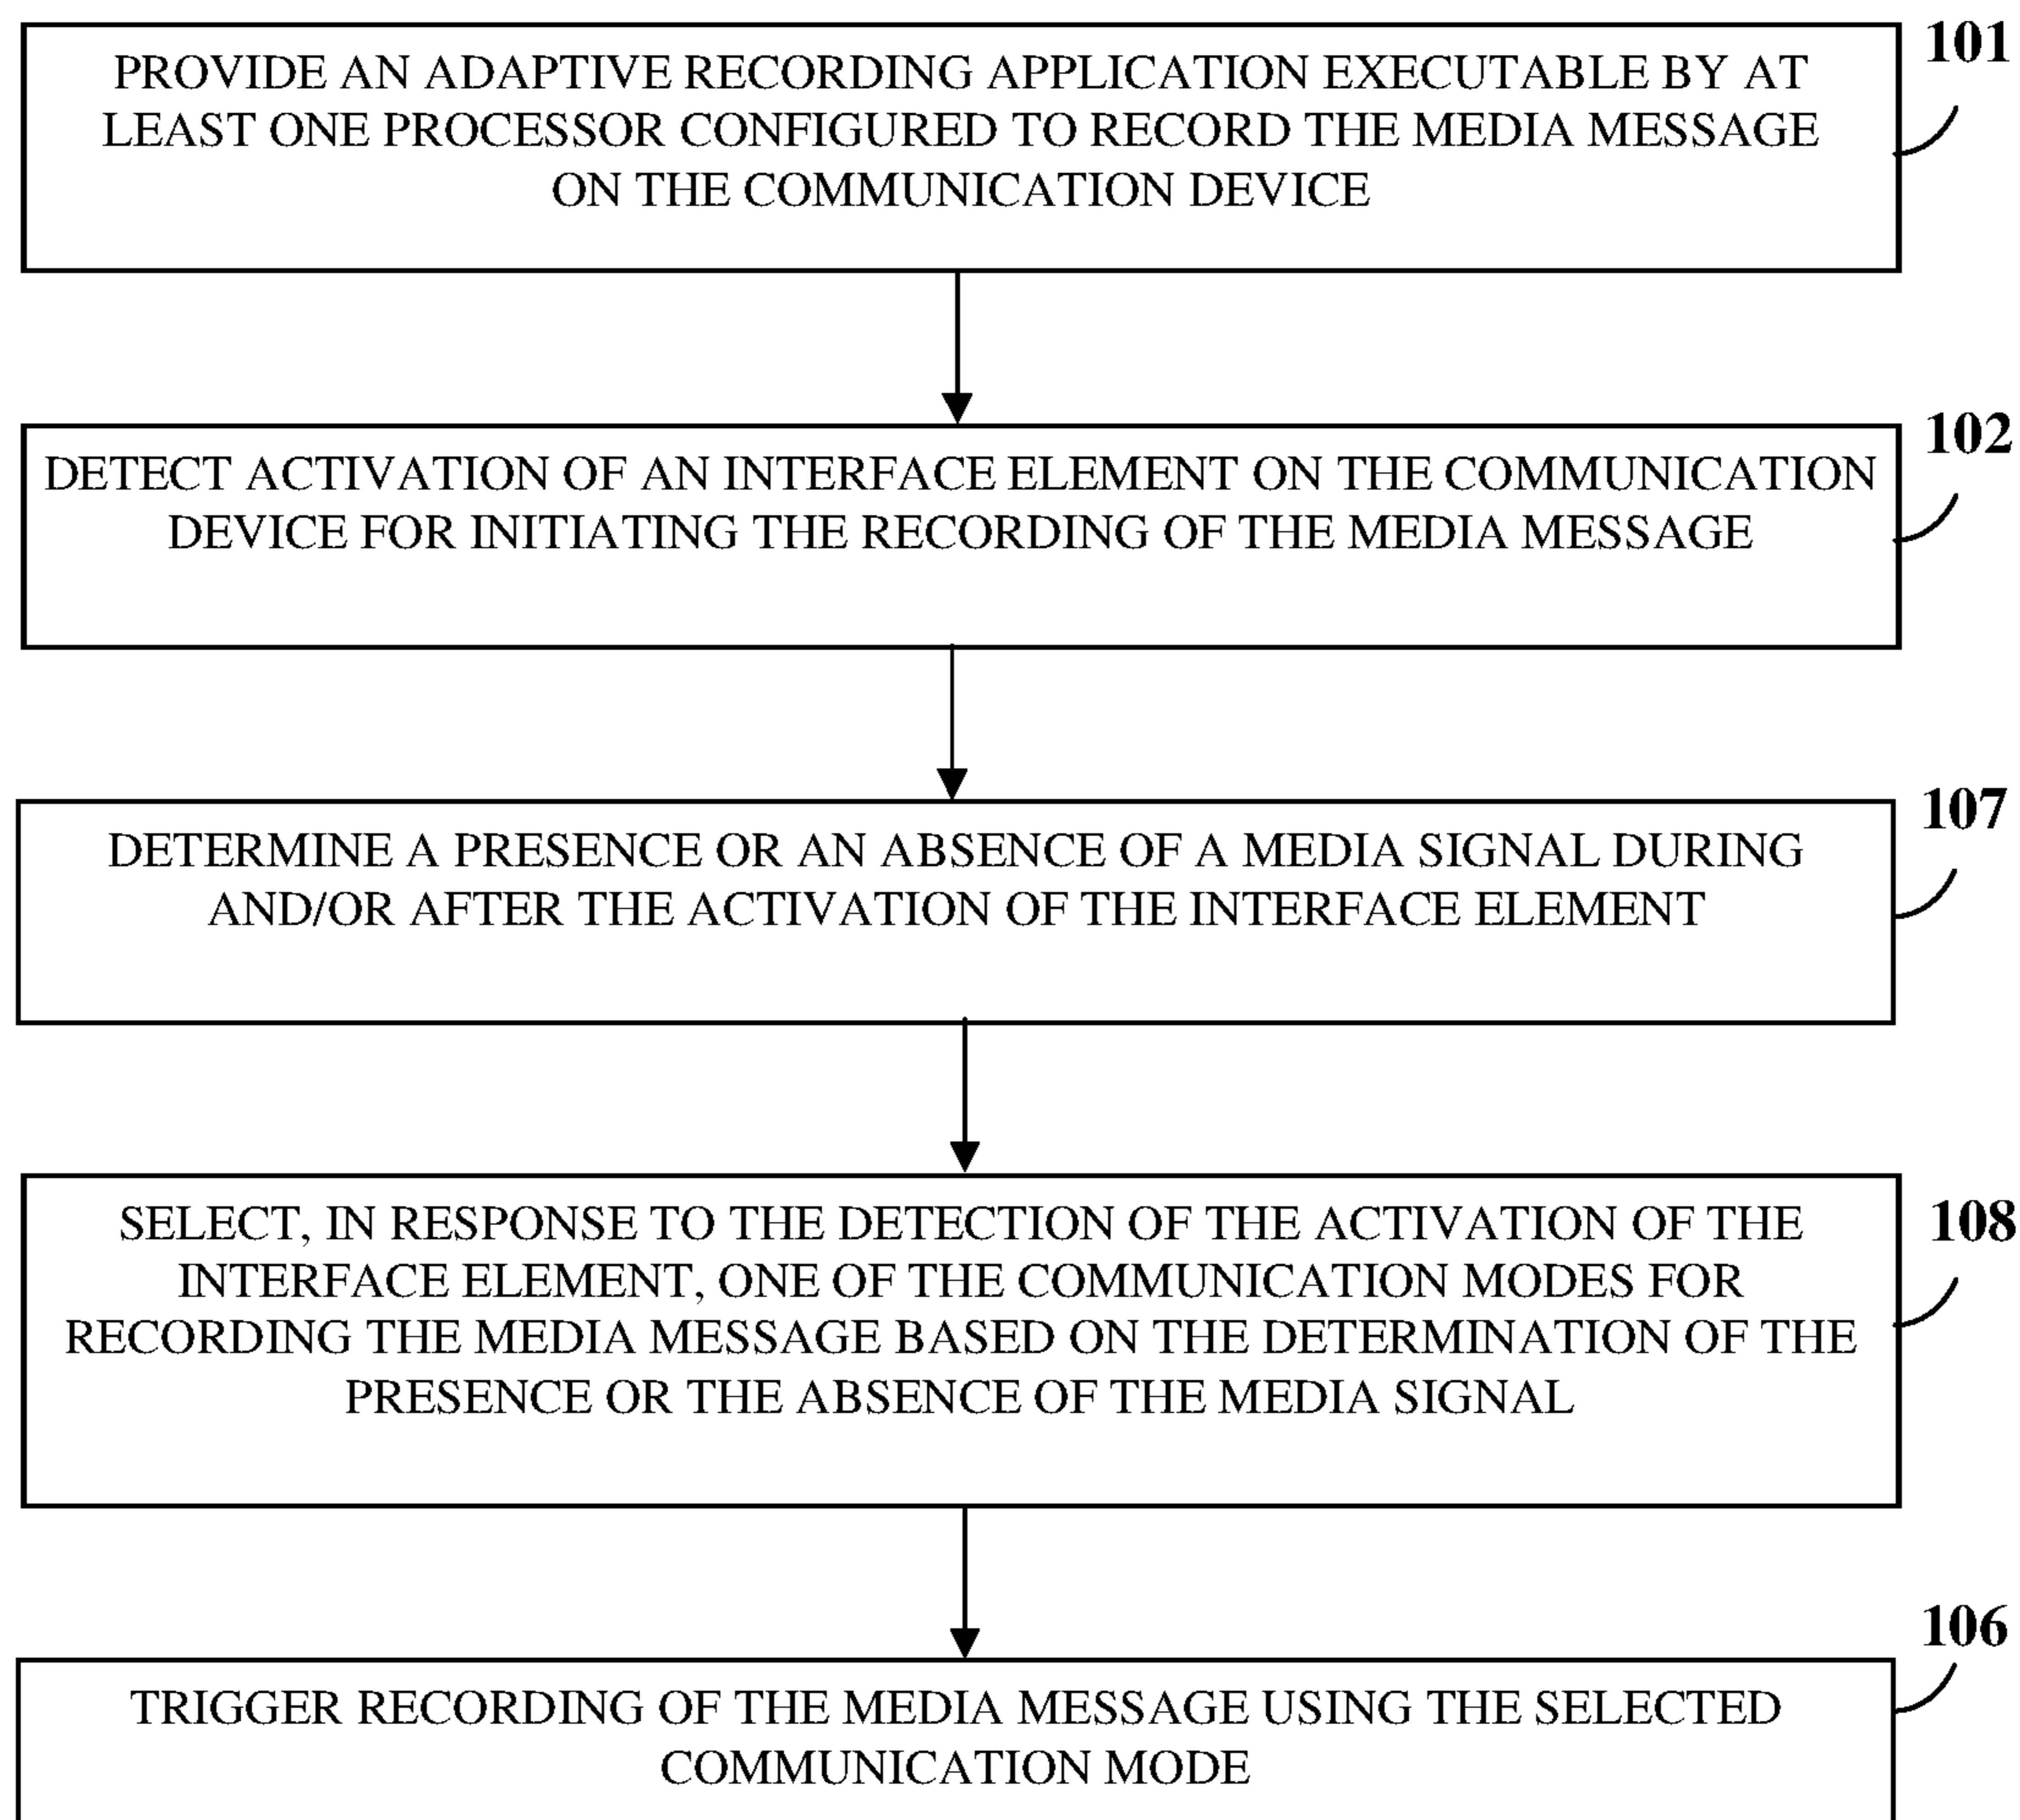 101
PROVIDE AN ADAPTIVE RECORDING APPLICATION EXECUTABLE BY AT
LEAST ONE PROCESSOR CONFIGURED TO RECORD THE MEDIA MESSAGE
ON THE COMMUNICATION DEVICE
102
DETECT ACTIVATION OF AN INTERFACE ELEMENT ON THE COMMUNICATION
DEVICE FOR INITIATING THE RECORDING OF THE MEDIA MESSAGE
107
DETERMINE A PRESENCE OR AN ABSENCE OF A MEDIA SIGNAL DURING
AND/OR AFTER THE ACTIVATION OF THE INTERFACE ELEMENT
108
SELECT, IN RESPONSE TO THE DETECTION OF THE ACTIVATION OF THE
INTERFACE ELEMENT, ONE OF THE COMMUNICATION MODES FOR
RECORDING THE MEDIA MESSAGE BASED ON THE DETERMINATION OF THE
PRESENCE OR THE ABSENCE OF THE MEDIA SIGNAL
106
TRIGGER RECORDING OF THE MEDIA MESSAGE USING THE SELECTED
COMMUNICATION MODE